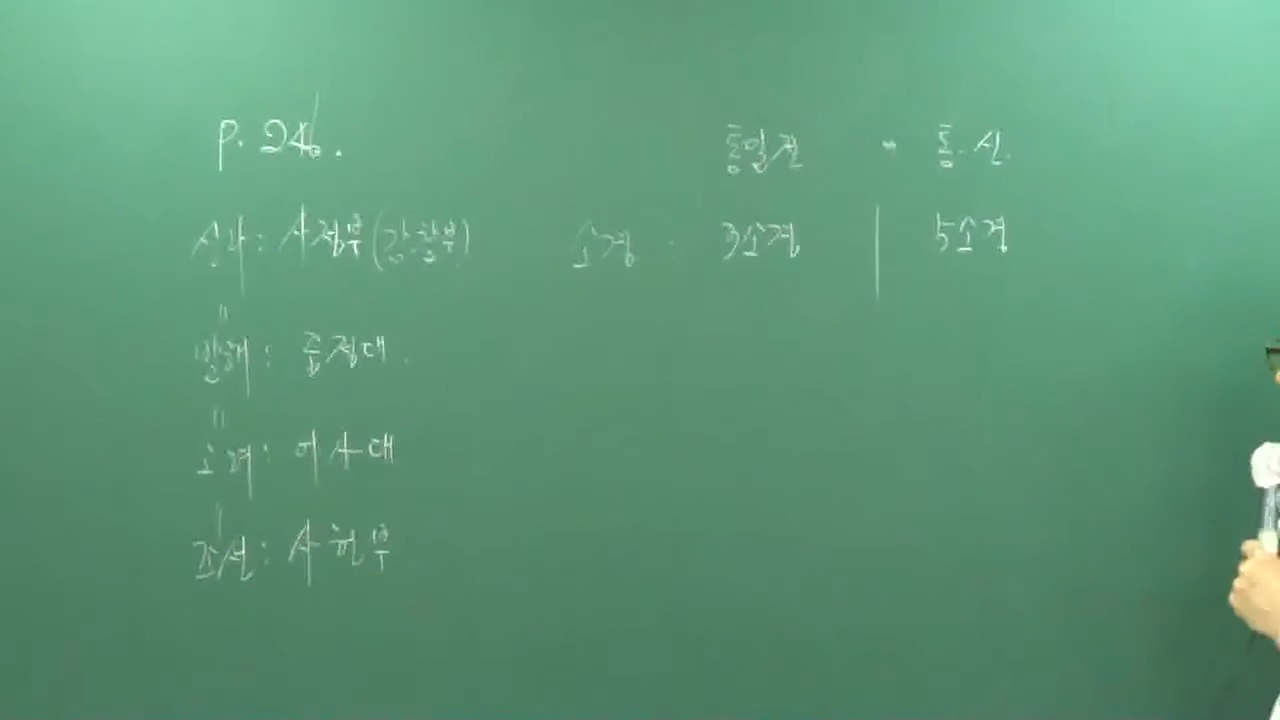 p. 24.
통일전 - 통.신.
신라 : 사정부(감찰부)
소경 : 3소경 | 5소경
발해 : 중정대.
고려 : 어사대
조선 : 사헌부